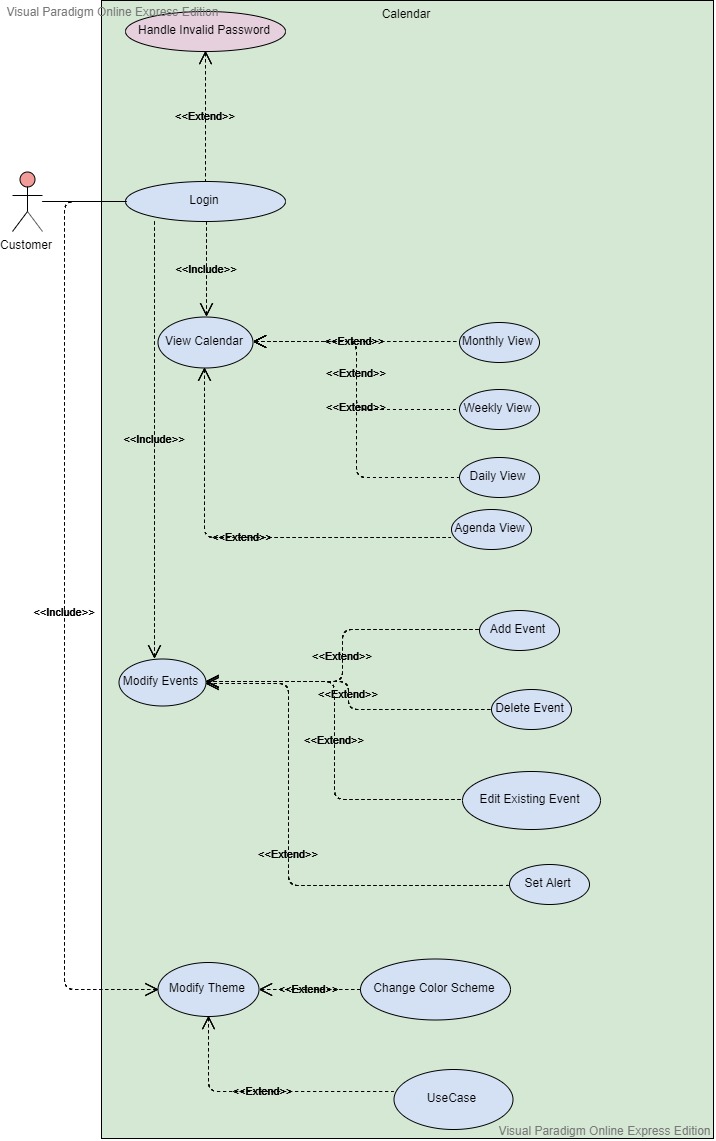 Visual Paradigm Online Express Edition
Calendar
Handle Invalid Password
<<Extend>>
Login
Customer
<<Include>>
View Calendar
<<Extend>>
Monthly View
<<Extend>>
<<Extend>>
Weekly View
<<Include>>
Daily View
Agenda View
<<Extend>>
<<Include>>
Add Event
<<Extend>>
Modify Events
<<Extend>>
Delete Event
<<Extend>>
Edit Existing Event
<<Extend>>
Set Alert
Modify Theme
<<Extend>>
Change Color Scheme
<<Extend>>
UseCase
Visual Paradigm Online Express Edition